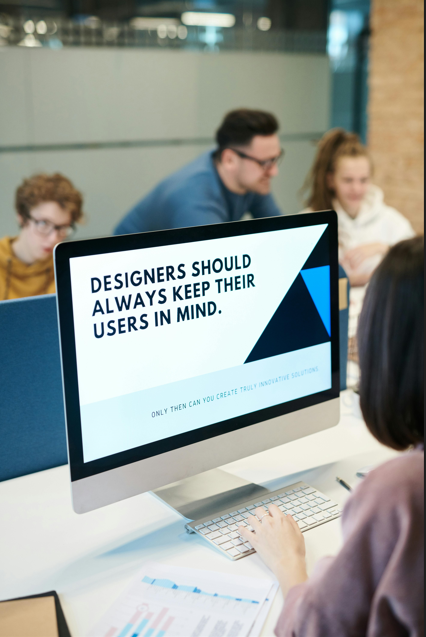 DESIGNERS SHOULD
ALWAYS KEEP THEIR
USERS IN MIND.
ONLY THEN CAN YOU CREATE TRULY INNOVATIVE SOLUTIONS